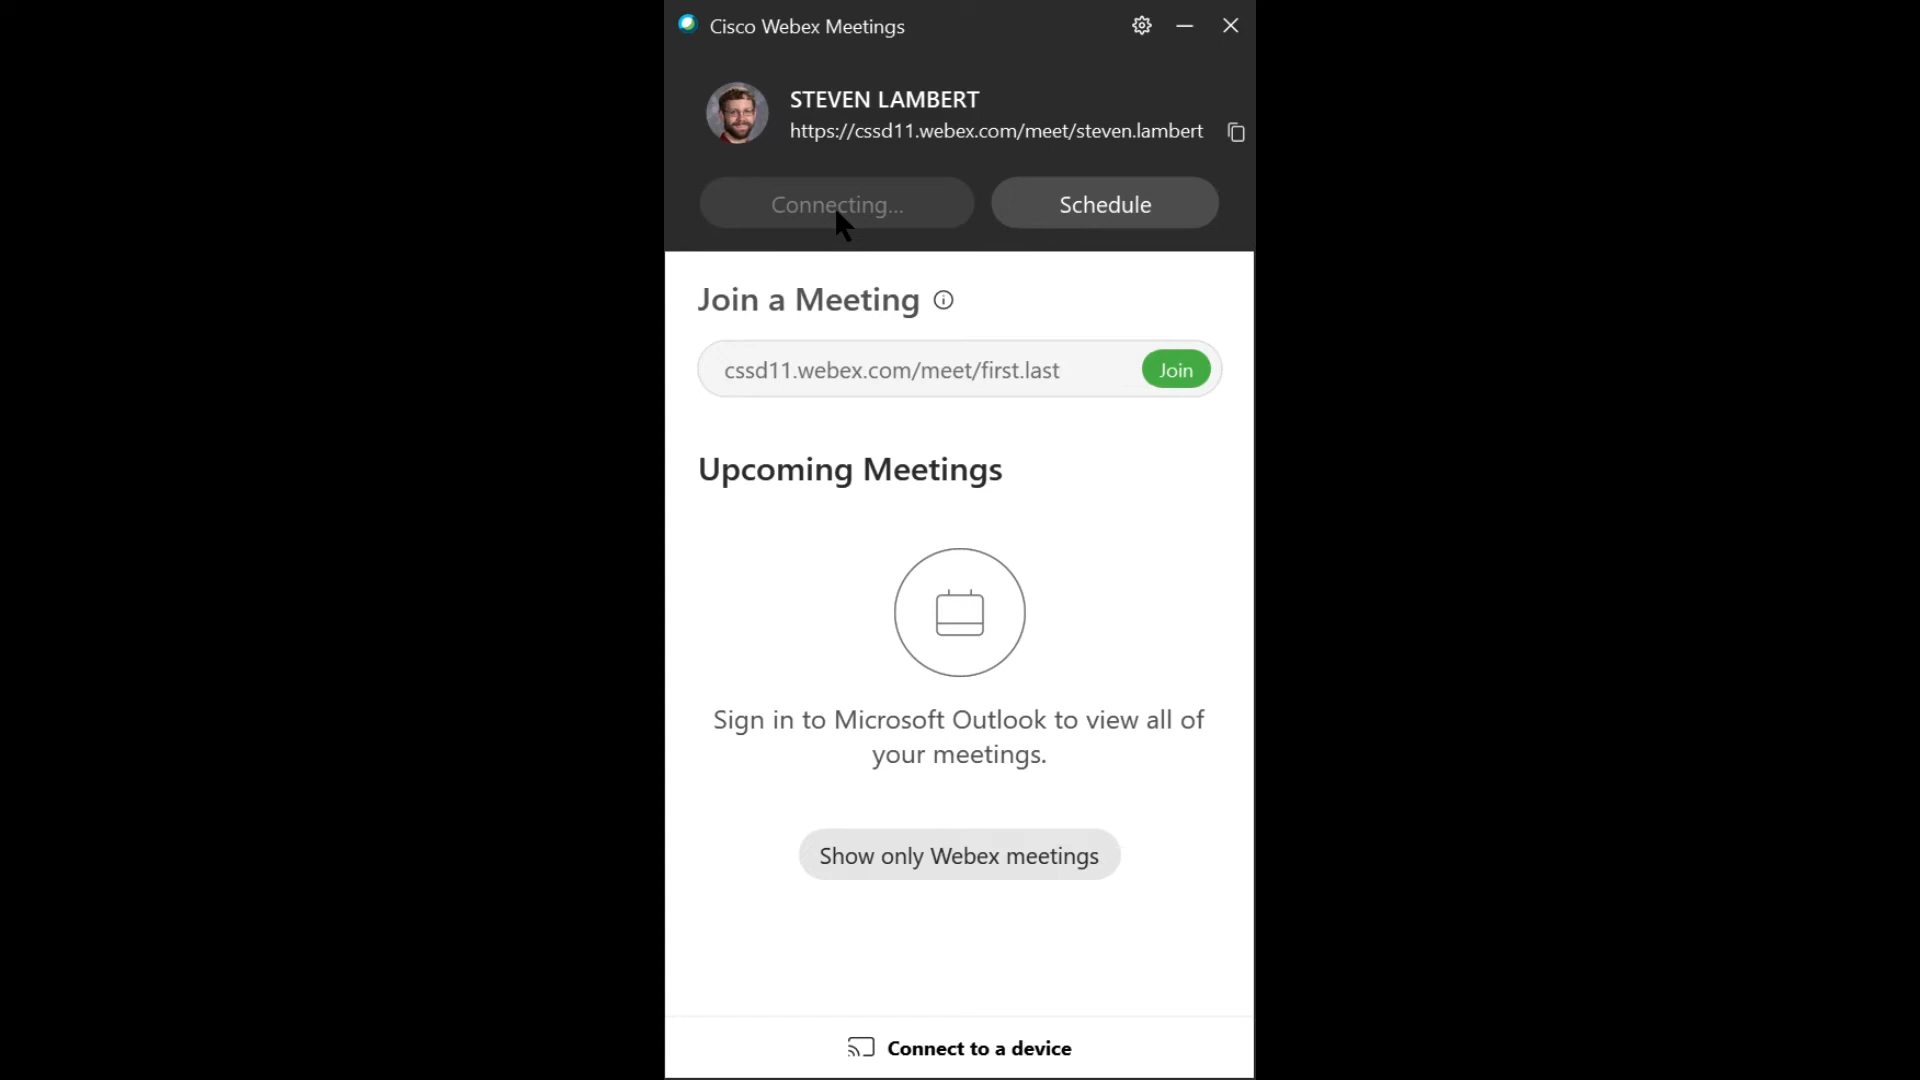 Cisco Webex Meetings
STEVEN LAMBERT
https://cssd11.webex.com/meet/steven.lambert
Connecting...
Schedule
Join a Meeting
cssd11.webex.com/meet/first.last
Join
Upcoming Meetings
Sign in to Microsoft Outlook to view all of
your meetings.
Show only Webex meetings
Connect to a device